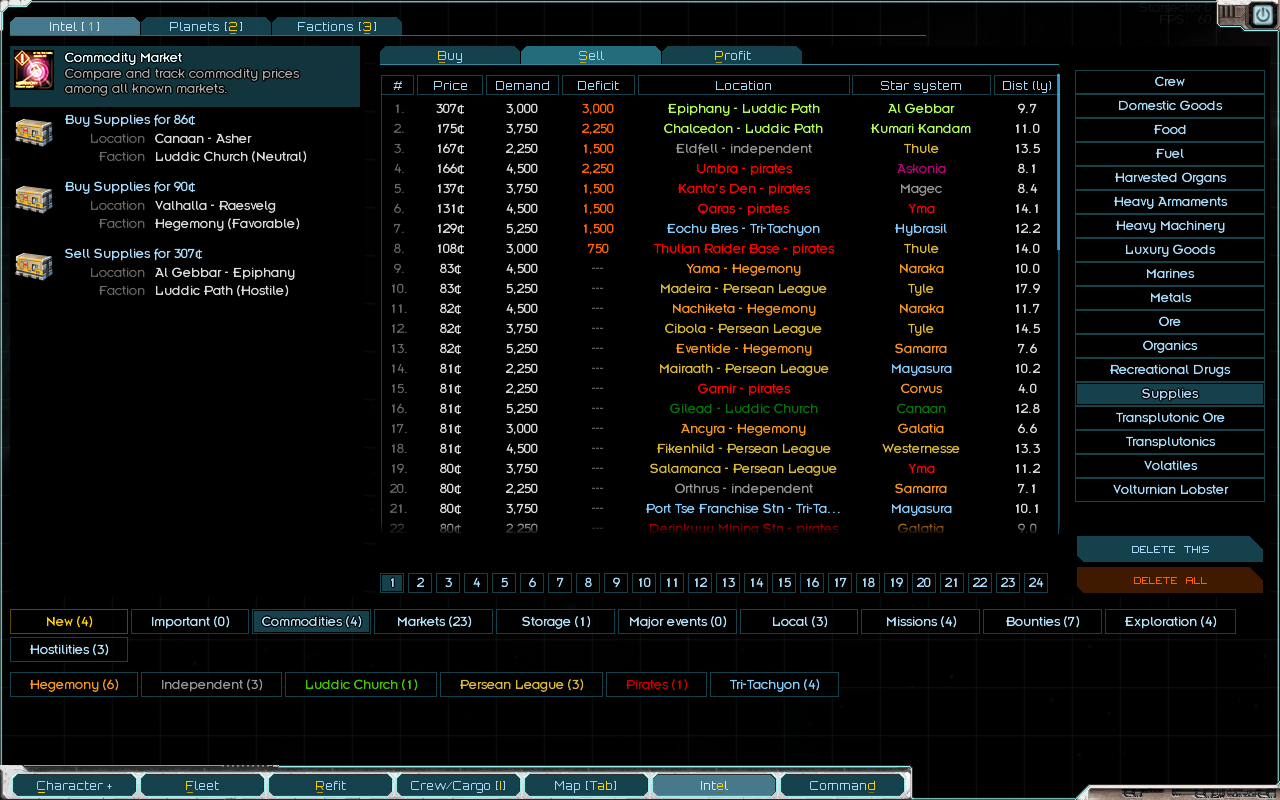 Starsector
FPS: 60
Intel [1] Planets [2] Factions [3]
Commodity Market
Compare and track commodity prices
among all known markets.
Buy Supplies for 86¢
Location Canaan - Asher
Faction Luddic Church (Neutral)
Buy Supplies for 90¢
Location Valhalla - Raesvelg
Faction Hegemony (Favorable)
Sell Supplies for 307¢
Location Al Gebbar - Epiphany
Faction Luddic Path (Hostile)
Buy Sell Profit
# Price Demand Deficit Location Star system Dist (ly)
1. 307¢ 3,000 3,000 Epiphany - Luddic Path Al Gebbar 9.7
2. 175¢ 3,750 2,250 Chalcedon - Luddic Path Kumari Kandam 11.0
3. 167¢ 2,250 1,500 Eldfell - independent Thule 13.5
4. 166¢ 4,500 2,250 Umbra - pirates Askonia 8.1
5. 137¢ 3,750 1,500 Kanta's Den - pirates Magec 8.4
6. 131¢ 4,500 1,500 Qaras - pirates Yma 14.1
7. 129¢ 5,250 1,500 Eochu Bres - Tri-Tachyon Hybrasil 12.2
8. 108¢ 3,000 750 Thulian Raider Base - pirates Thule 14.0
9. 83¢ 4,500 --- Yama - Hegemony Naraka 10.0
10. 83¢ 5,250 --- Madeira - Persean League Tyle 17.9
11. 82¢ 4,500 --- Nachiketa - Hegemony Naraka 11.7
12. 82¢ 3,750 --- Cibola - Persean League Tyle 14.5
13. 82¢ 5,250 --- Eventide - Hegemony Samarra 7.6
14. 81¢ 2,250 --- Mairaath - Persean League Mayasura 10.2
15. 81¢ 2,250 --- Garnir - pirates Corvus 4.0
16. 81¢ 5,250 --- Gilead - Luddic Church Canaan 12.8
17. 81¢ 3,000 --- Ancyra - Hegemony Galatia 6.6
18. 81¢ 4,500 --- Fikenhild - Persean League Westernesse 13.3
19. 80¢ 3,750 --- Salamanca - Persean League Yma 11.2
20. 80¢ 2,250 --- Orthrus - independent Samarra 7.1
21. 80¢ 3,750 --- Port Tse Franchise Stn - Tri-Ta... Mayasura 10.1
22. 80¢ 2,250 --- Derinkuyu Mining Stn - pirates Galatia 9.0
1 2 3 4 5 6 7 8 9 10 11 12 13 14 15 16 17 18 19 20 21 22 23 24
Crew
Domestic Goods
Food
Fuel
Harvested Organs
Heavy Armaments
Heavy Machinery
Luxury Goods
Marines
Metals
Ore
Organics
Recreational Drugs
Supplies
Transplutonic Ore
Transplutonics
Volatiles
Volturnian Lobster
DELETE THIS
DELETE ALL
New (4) Important (0) Commodities (4) Markets (23) Storage (1) Major events (0) Local (3) Missions (4) Bounties (7) Exploration (4)
Hostilities (3)
Hegemony (6) Independent (3) Luddic Church (1) Persean League (3) Pirates (1) Tri-Tachyon (4)
Character + Fleet Refit Crew/Cargo [I] Map [Tab] Intel Command